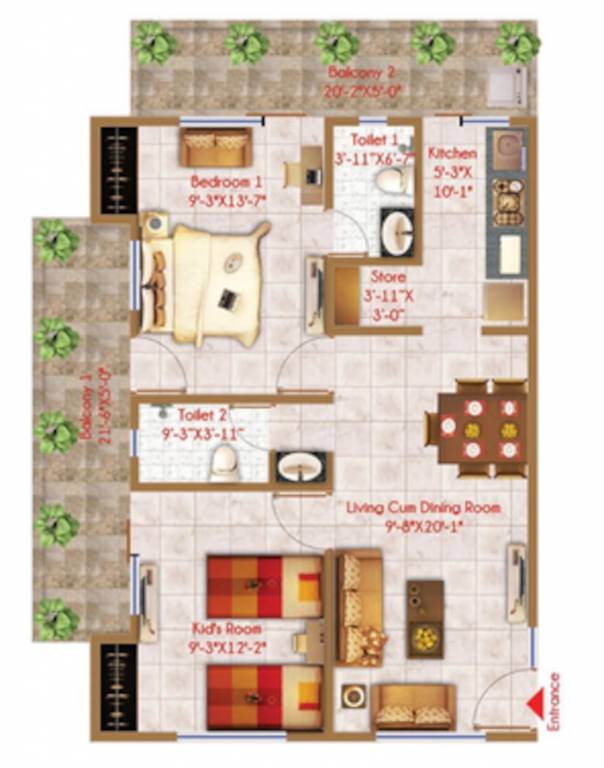 Balcony 2
20'-2"X5'-0"
Toilet 1
3'-11"X6'-7"
Kitchen
5'-3"X
10'-1"
Bedroom 1
9'-3"X13'-7"
Store
3'-11"X
3'-0"
Balcony 1
21'-6"X5'-0"
Toilet 2
9'-3"X3'-11"
Living Cum Dining Room
9'-8"X20'-1"
Kid's Room
9'-3"X12'-2"
Entrance